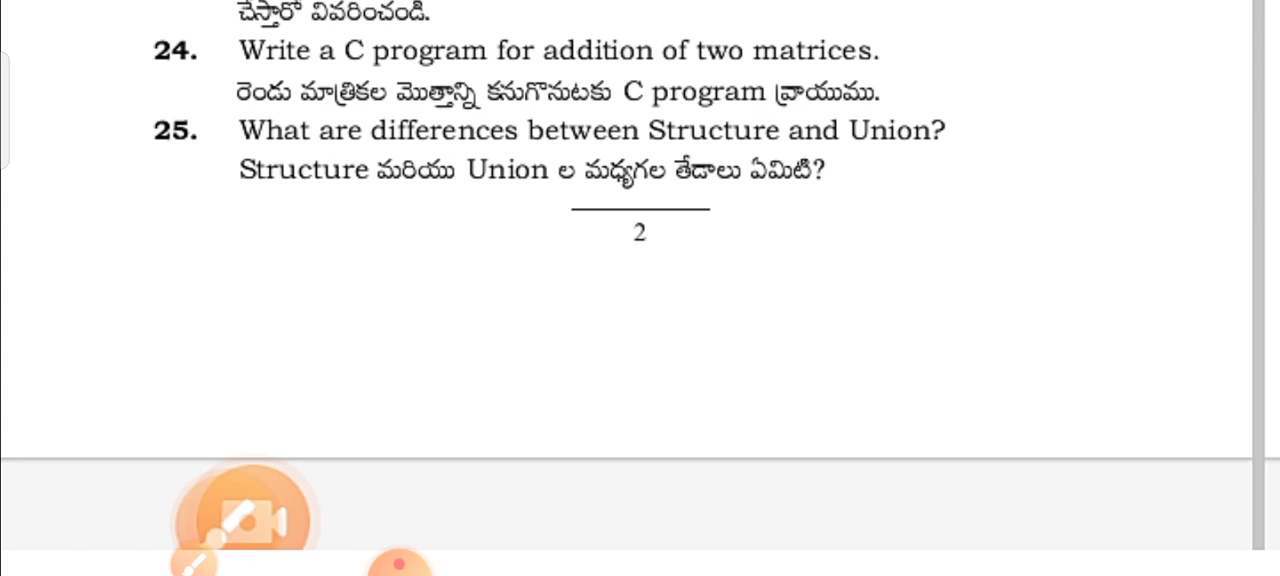 చేస్తారో వివరించండి.
24. Write a C program for addition of two matrices.
రెండు మాత్రికల మొత్తాన్ని కనుగొనుటకు C program వ్రాయుము.
25. What are differences between Structure and Union?
Structure మరియు Union ల మధ్యగల తేడాలు ఏమిటి?
2